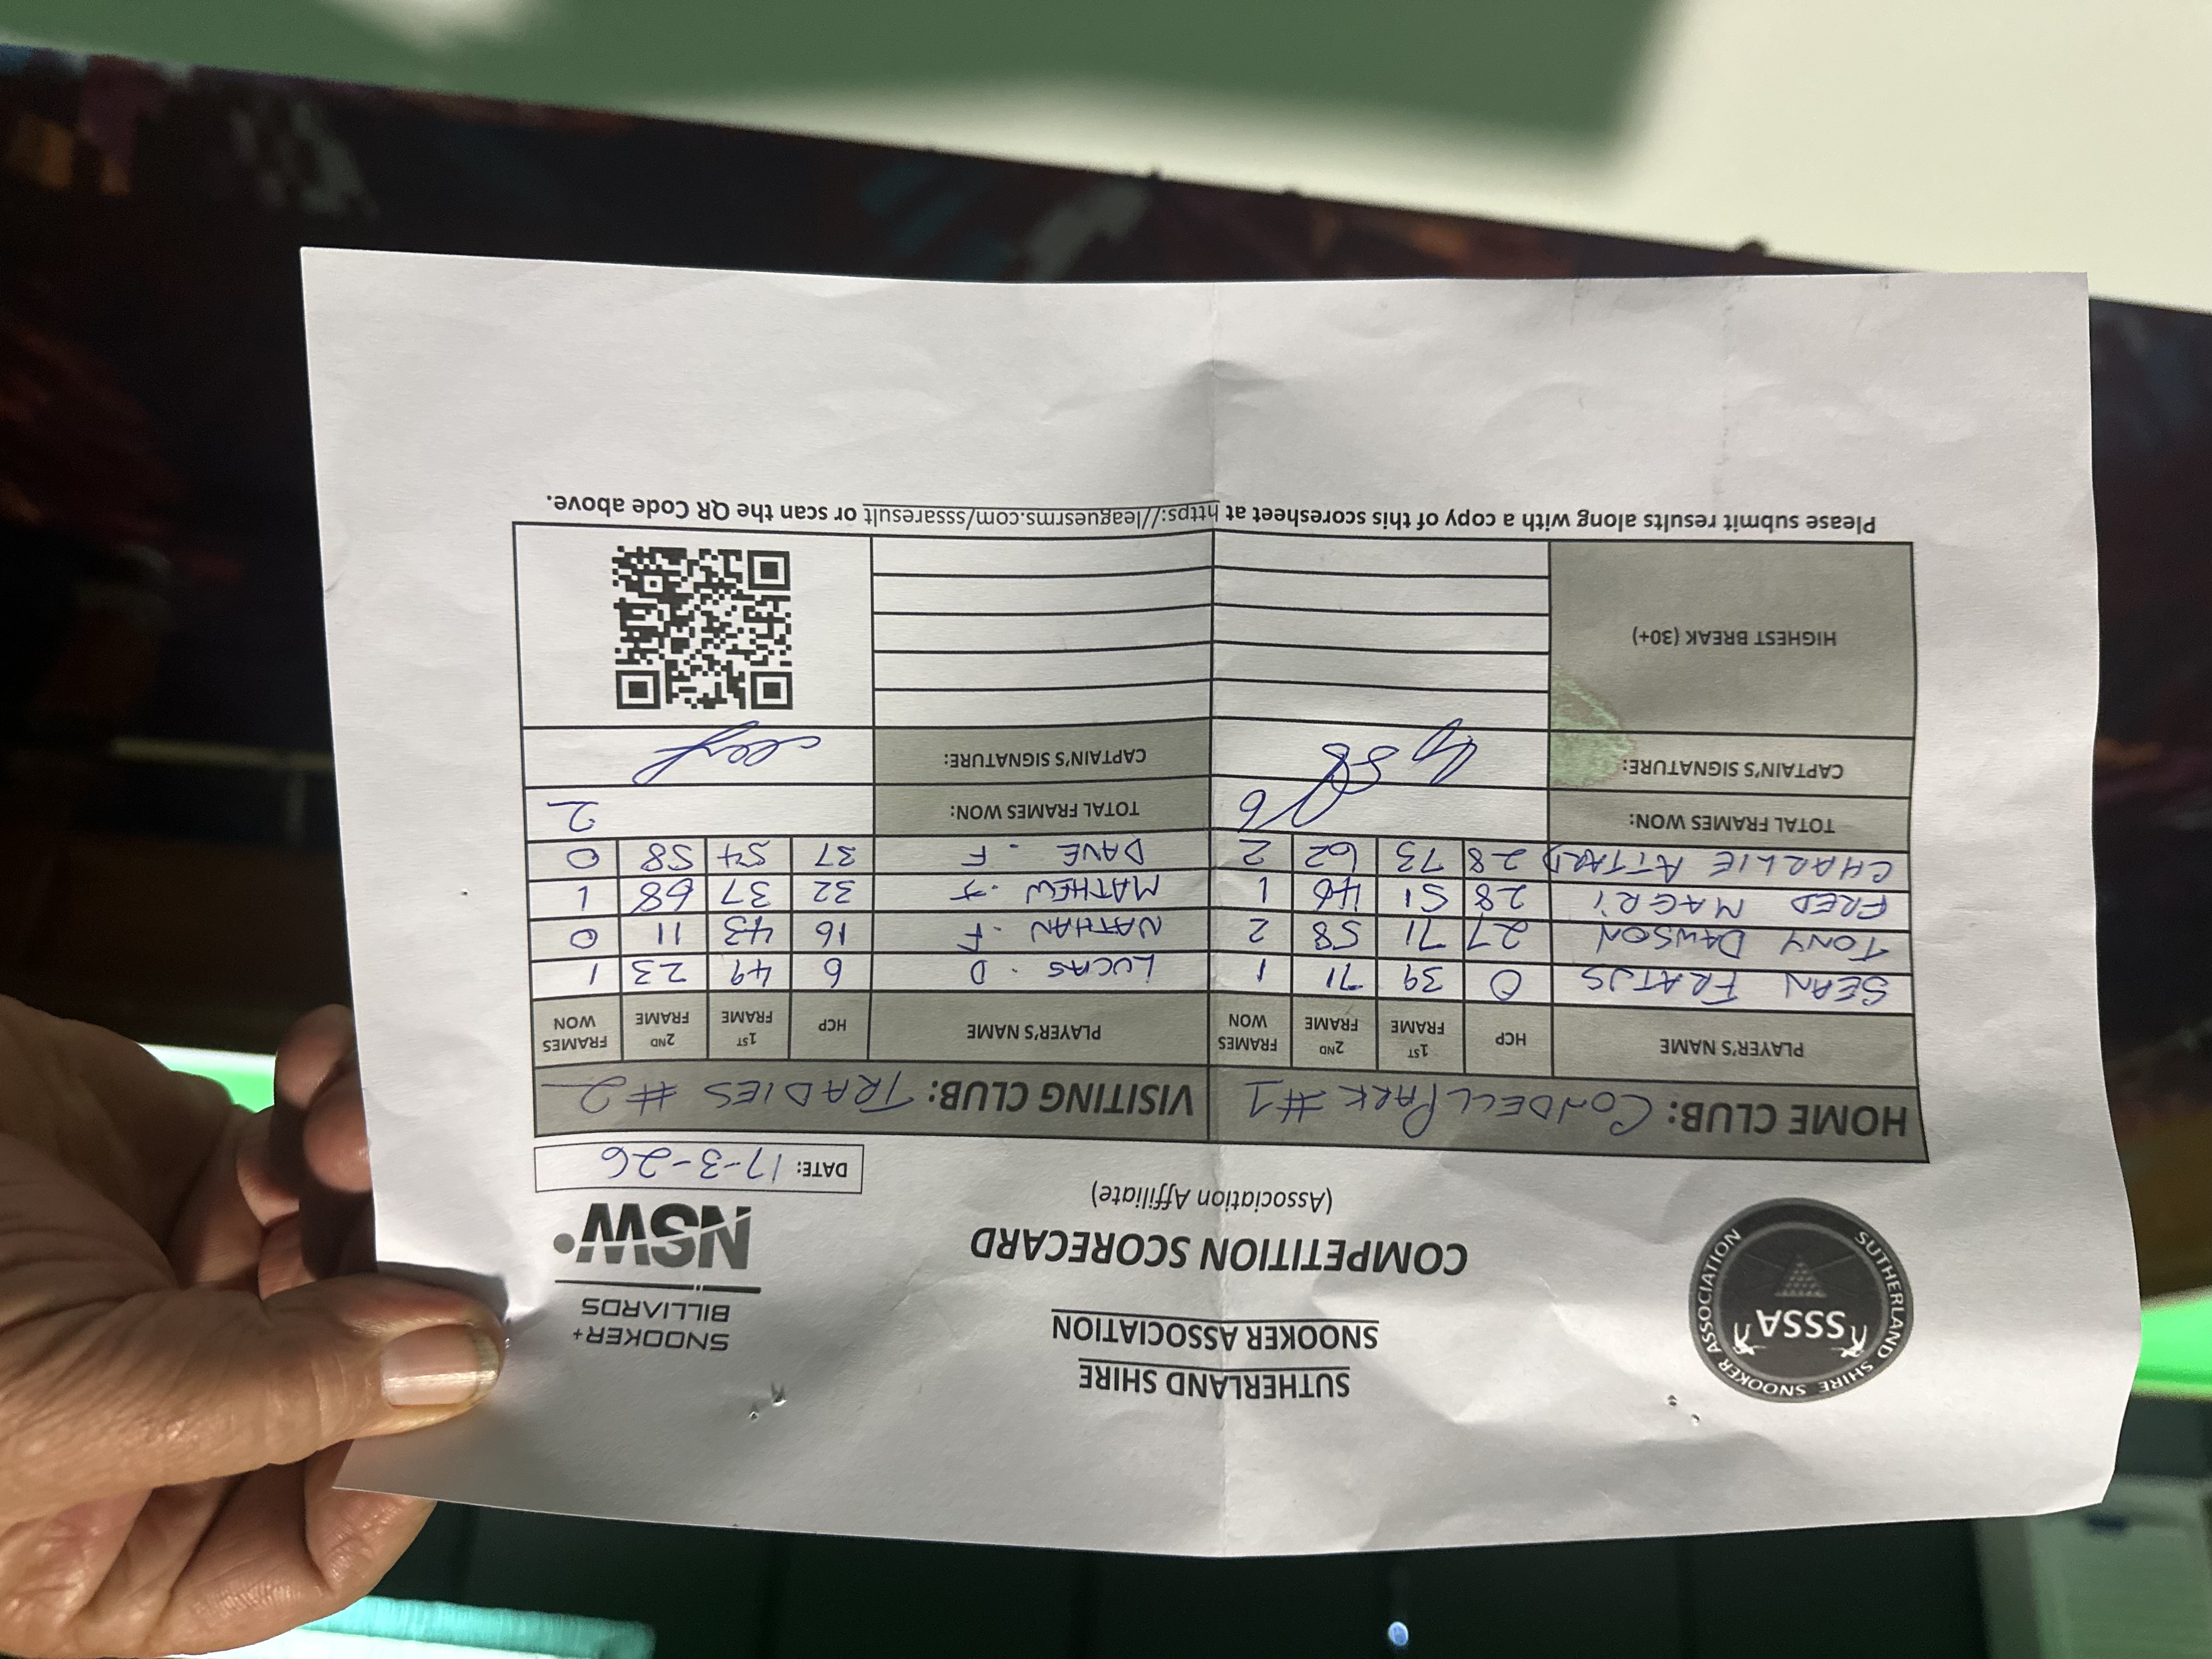 SUTHERLAND SHIRE
SNOOKER ASSOCIATION
COMPETITION SCORECARD
(Association Affiliate)
SUTHERLAND SHIRE SNOOKER ASSOCIATION
SSSA
SNOOKER+
BILLIARDS
NSW
DATE: 17-3-26
HOME CLUB: CONDELL PARK #1 VISITING CLUB: TRADIES #2
PLAYER'S NAME HCP 1ST FRAME 2ND FRAME FRAMES WON PLAYER'S NAME HCP 1ST FRAME 2ND FRAME FRAMES WON
SEAN 0 39 71 1 LUCAS . D 6 49 23 1
TONY DAWSON 27 71 58 2 NATHAN . F 16 43 11 0
FRED MAGRI 28 51 46 1 MATHEW . F 32 37 68 1
CHARLIE ATTARD 28 73 62 2 DAVE . F 37 54 58 0
TOTAL FRAMES WON: 6 TOTAL FRAMES WON: 2
CAPTAIN'S SIGNATURE: CAPTAIN'S SIGNATURE:
HIGHEST BREAK (30+)
Please submit results along with a copy of this scoresheet at https://leaguesrms.com/sssaresult or scan the QR Code above.